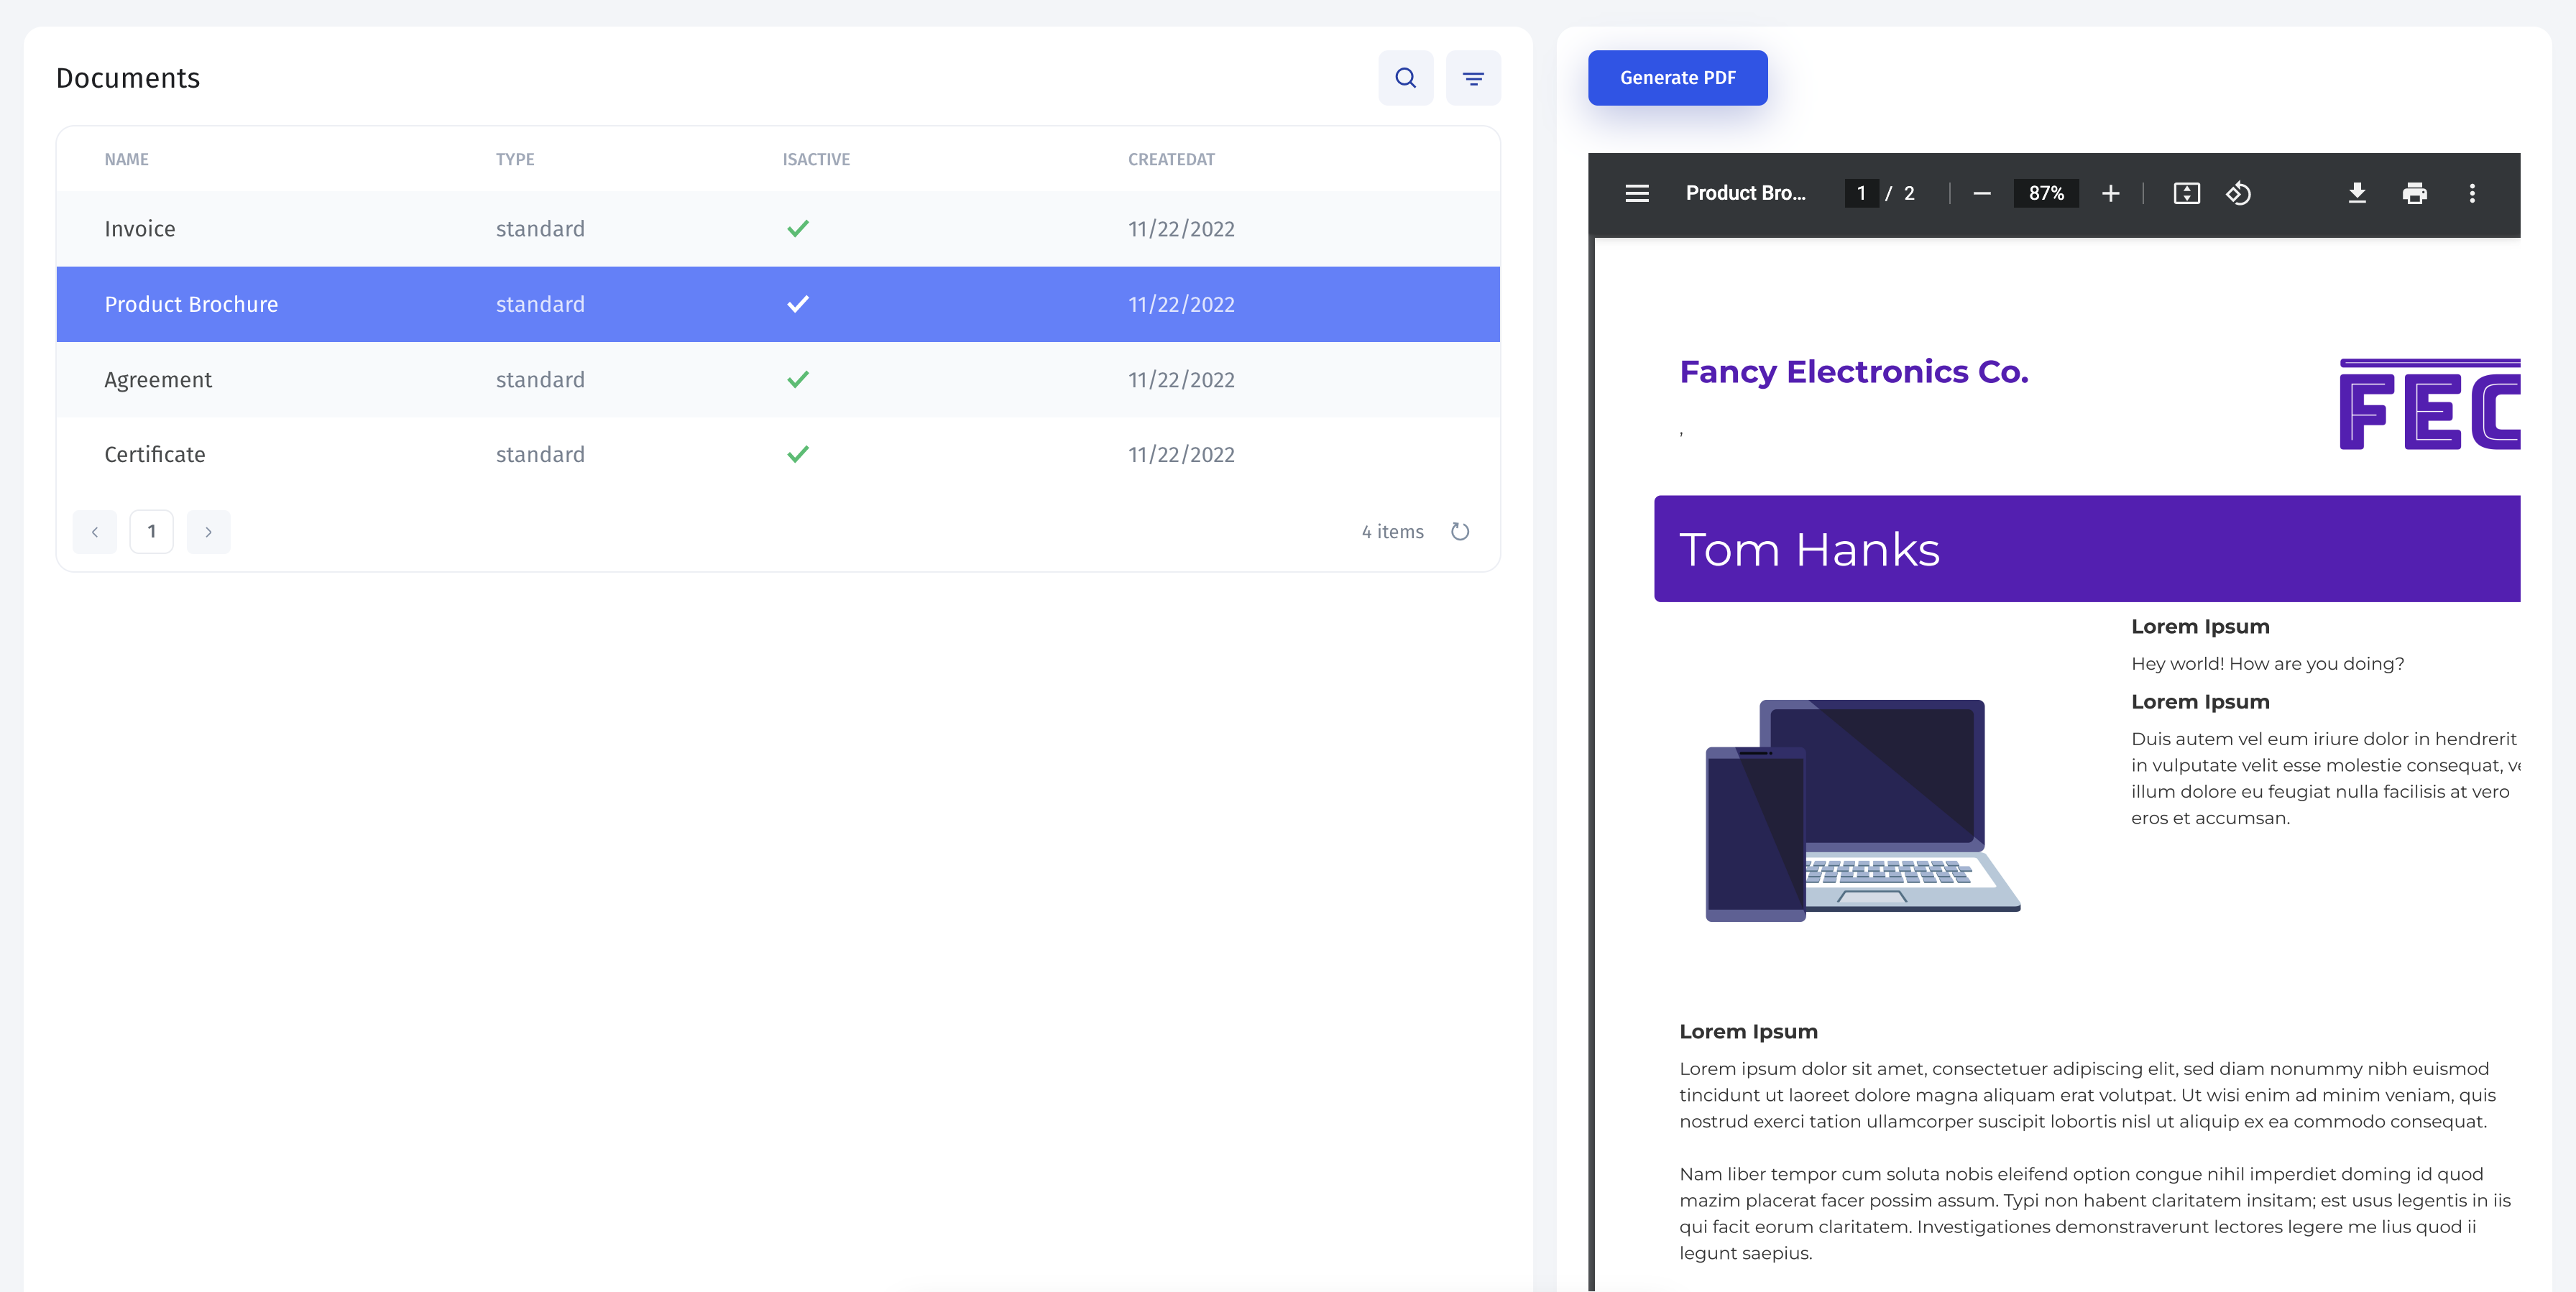 Documents
NAME TYPE ISACTIVE CREATEDAT
Invoice standard 11/22/2022
Product Brochure standard 11/22/2022
Agreement standard 11/22/2022
Certificate standard 11/22/2022
1
4 items
Generate PDF
Product Bro... 1 / 2 87%
Fancy Electronics Co.
FEC
,
Tom Hanks
Lorem Ipsum
Hey world! How are you doing?
Lorem Ipsum
Duis autem vel eum iriure dolor in hendrerit
in vulputate velit esse molestie consequat,
illum dolore eu feugiat nulla facilisis at vero
eros et accumsan.
Lorem Ipsum
Lorem ipsum dolor sit amet, consectetuer adipiscing elit, sed diam nonummy nibh euismod
tincidunt ut laoreet dolore magna aliquam erat volutpat. Ut wisi enim ad minim veniam, quis
nostrud exerci tation ullamcorper suscipit lobortis nisl ut aliquip ex ea commodo consequat.
Nam liber tempor cum soluta nobis eleifend option congue nihil imperdiet doming id quod
mazim placerat facer possim assum. Typi non habent claritatem insitam; est usus legentis in iis
qui facit eorum claritatem. Investigationes demonstraverunt lectores legere me lius quod ii
legunt saepius.